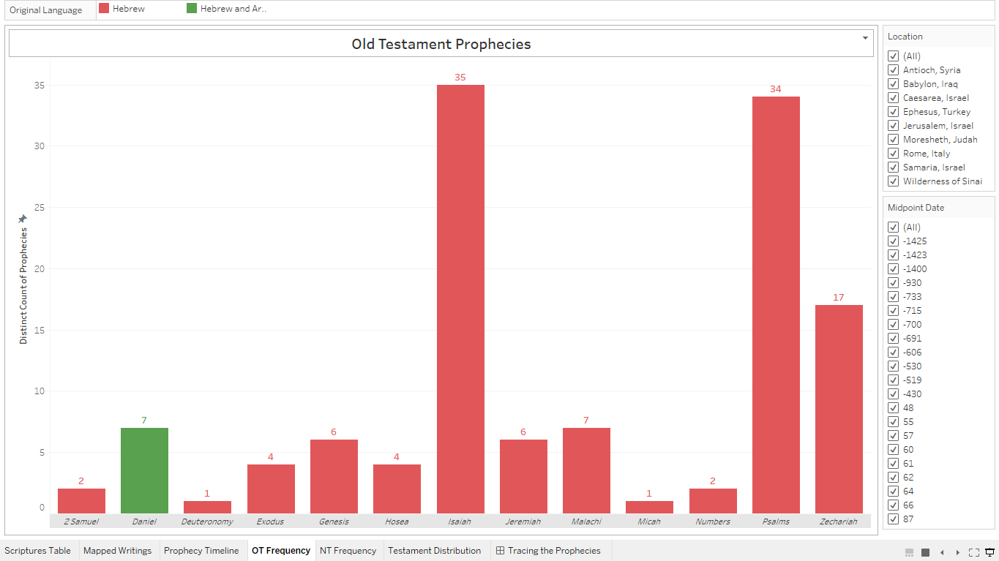 Original Language
Hebrew
Hebrew and Ar..
Old Testament Prophecies
Distinct Count of Prophecies
35
30
25
20
15
10
5
0
2
7
1
4
6
4
35
6
7
1
2
34
17
2 Samuel
Daniel
Deuteronomy
Exodus
Genesis
Hosea
Isaiah
Jeremiah
Malachi
Micah
Numbers
Psalms
Zechariah
Location
(All)
Antioch, Syria
Babylon, Iraq
Caesarea, Israel
Ephesus, Turkey
Jerusalem, Israel
Moresheth, Judah
Rome, Italy
Samaria, Israel
Wilderness of Sinai
Midpoint Date
(All)
-1425
-1423
-1400
-930
-733
-715
-700
-691
-606
-530
-519
-430
48
55
57
60
61
62
64
66
87
Scriptures Table
Mapped Writings
Prophecy Timeline
OT Frequency
NT Frequency
Testament Distribution
Tracing the Prophecies